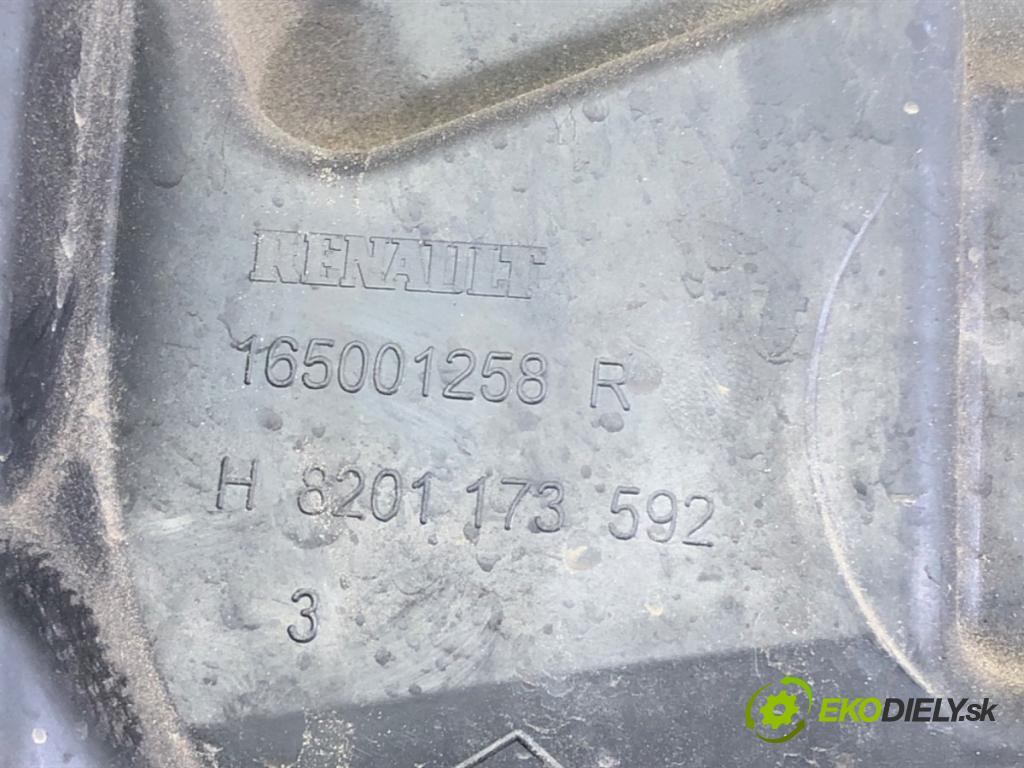 RENAULT
165001258 R
H 8201 173 592
3
EKODIELY.sk